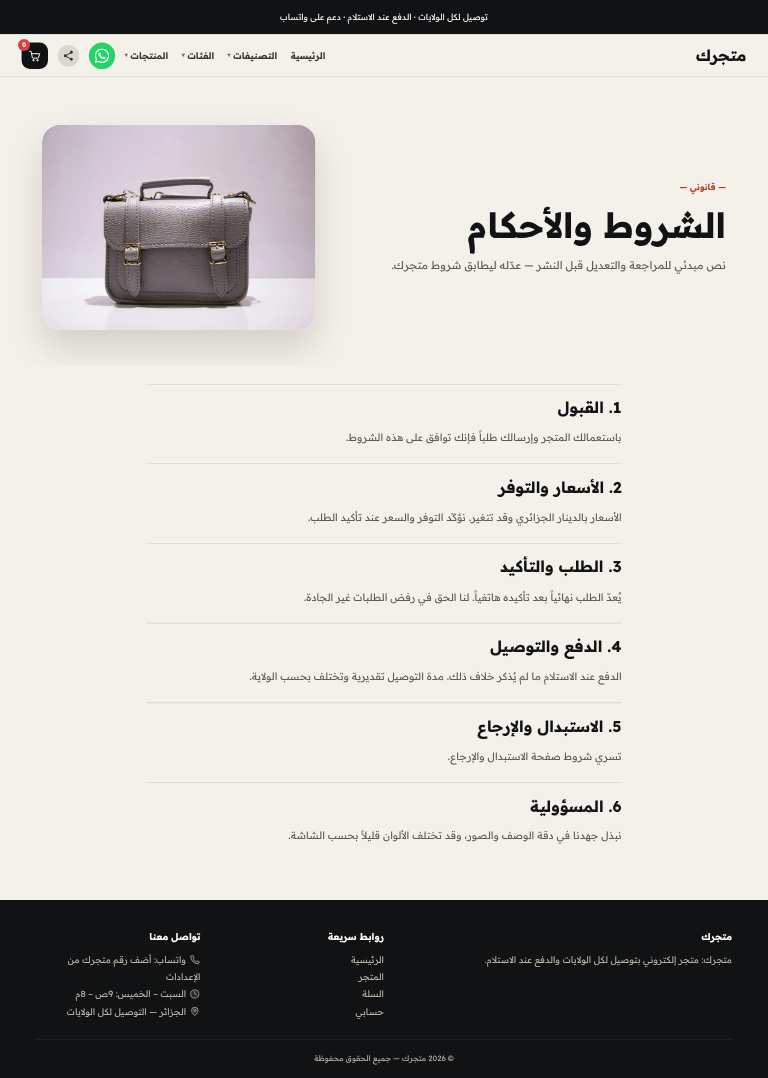 توصيل لكل الولايات · الدفع عند الاستلام · دعم على واتساب
متجرك
الرئيسية
التصنيفات
الفئات
المنتجات
0
— قانوني —
الشروط والأحكام
نص مبدئي للمراجعة والتعديل قبل النشر — عدّله ليطابق شروط متجرك.
1. القبول
باستعمالك المتجر وإرسالك طلباً فإنك توافق على هذه الشروط.
2. الأسعار والتوفر
الأسعار بالدينار الجزائري وقد تتغير. نؤكّد التوفر والسعر عند تأكيد الطلب.
3. الطلب والتأكيد
يُعدّ الطلب نهائياً بعد تأكيده هاتفياً. لنا الحق في رفض الطلبات غير الجادة.
4. الدفع والتوصيل
الدفع عند الاستلام ما لم يُذكر خلاف ذلك. مدة التوصيل تقديرية وتختلف بحسب الولاية.
5. الاستبدال والإرجاع
تسري شروط صفحة الاستبدال والإرجاع.
6. المسؤولية
نبذل جهدنا في دقة الوصف والصور، وقد تختلف الألوان قليلاً بحسب الشاشة.
متجرك
متجرك: متجر إلكتروني بتوصيل لكل الولايات والدفع عند الاستلام.
روابط سريعة
الرئيسية
المتجر
السلة
حسابي
تواصل معنا
واتساب: أضف رقم متجرك من
الإعدادات
السبت – الخميس: 9ص – 8م
الجزائر — التوصيل لكل الولايات
© 2026 متجرك — جميع الحقوق محفوظة